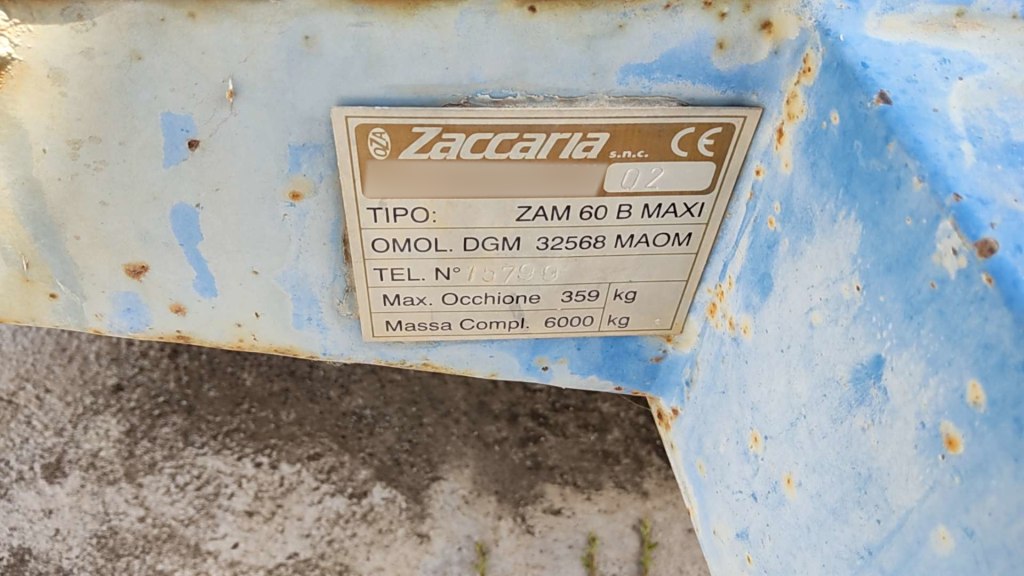 ZA Zaccaria s.n.c. CE
02
TIPO: ZAM 60 B MAXI
OMOL. DGM 32568 MAOM
TEL. N°
Max. Occhione 359 kg
Massa Compl. 6000 kg